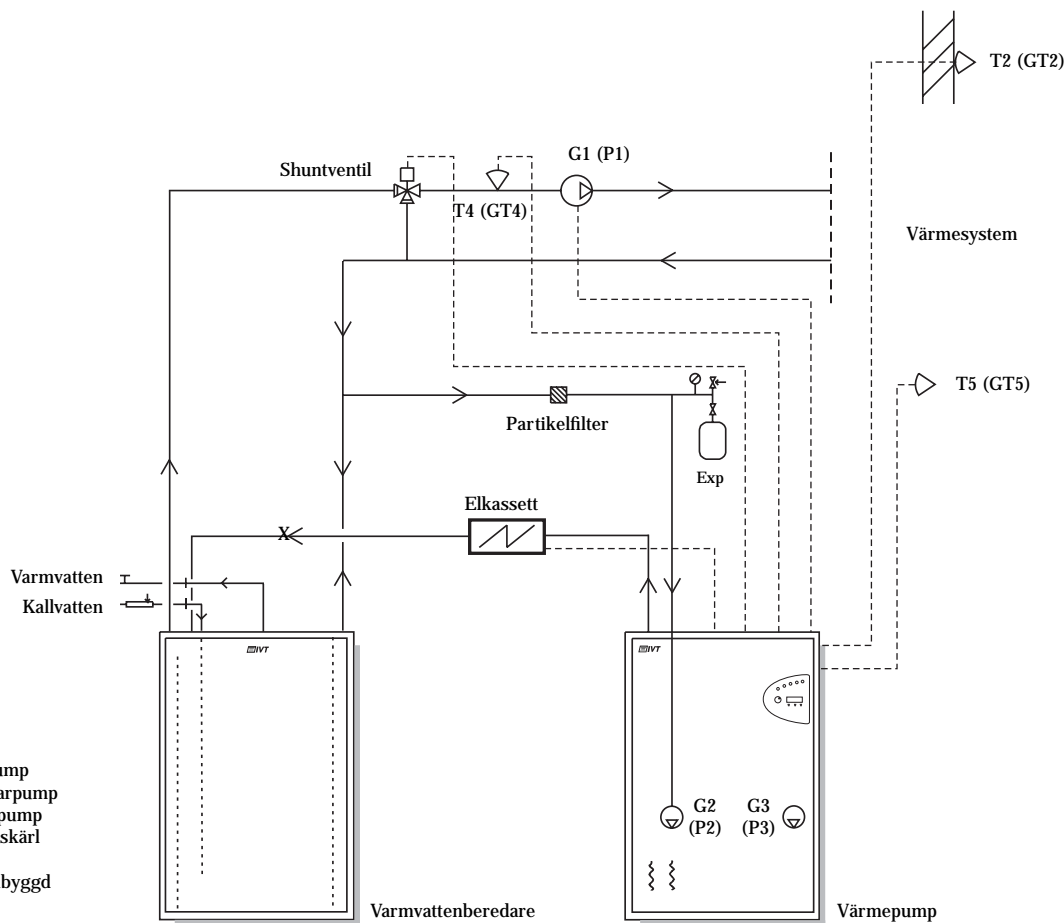 T2 (GT2)
G1 (P1)
Shuntventil
T4 (GT4)
Värmesystem
T5 (GT5)
Partikelfilter
Exp
Elkassett
X
Varmvatten
Kallvatten
IVT
IVT
ump
arpump
pump
skärl
byggd
G2
(P2)
G3
(P3)
Varmvattenberedare
Värmepump